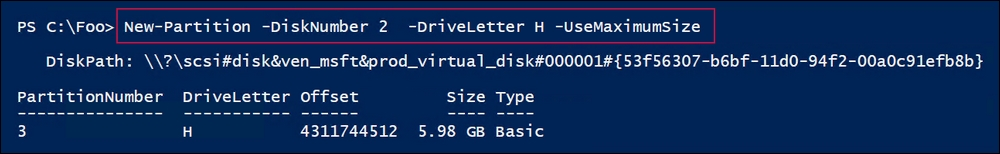 PS C:\Foo> New-Partition -DiskNumber 2  -DriveLetter H -UseMaximumSize
DiskPath: \\?\scsi#disk&ven_msft&prod_virtual_disk#000001#{53f56307-b6bf-11d0-94f2-00a0c91efb8b}
PartitionNumber  DriveLetter Offset                Size Type
---------------  ----------- ------                ---- ----
3                H           4311744512  5.98 GB Basic